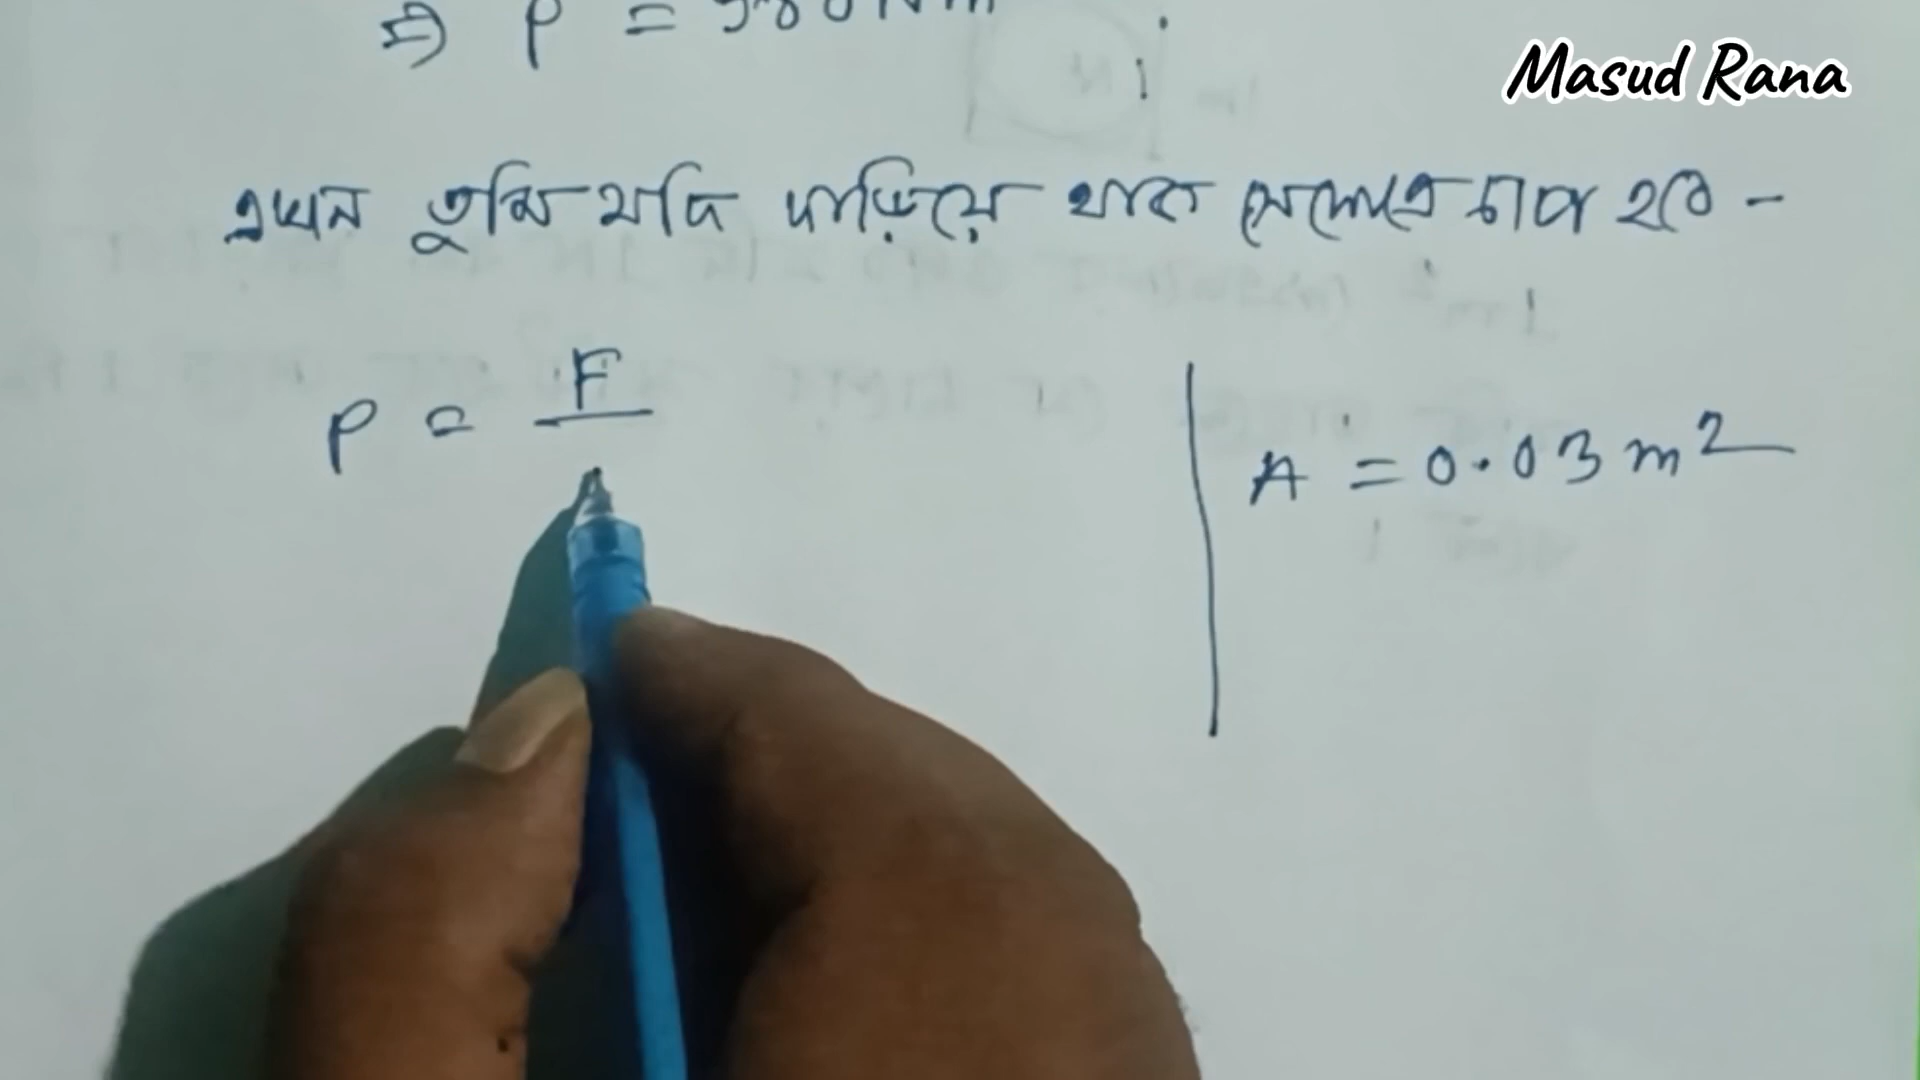 ⇒ P =
Masud Rana
এখন তুমি যদি দাড়িয়ে থাক সেক্ষেত্রে চাপ হবে -
P = F
A = 0.03 m²